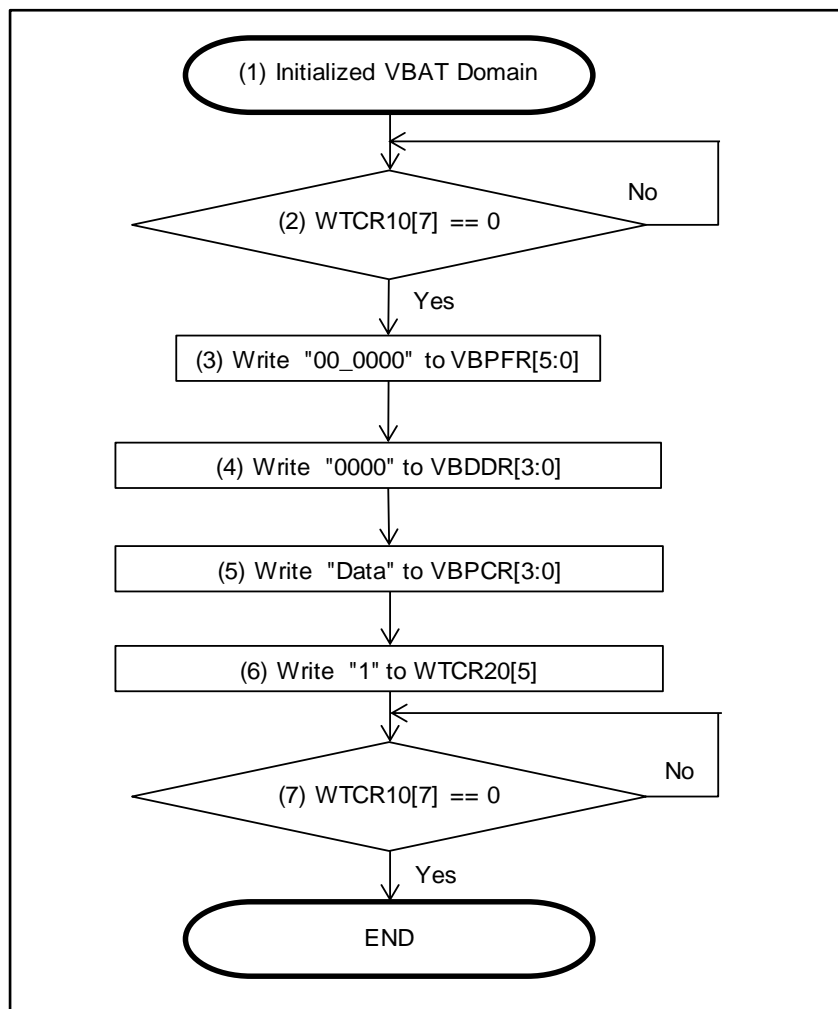 (1) Initialized VBAT Domain
No
(2) WTCR10[7] == 0
Yes
(3) Write "00_0000" to VBPFR[5:0]
(4) Write "0000" to VBDDR[3:0]
(5) Write "Data" to VBPCR[3:0]
(6) Write "1" to WTCR20[5]
No
(7) WTCR10[7] == 0
Yes
END